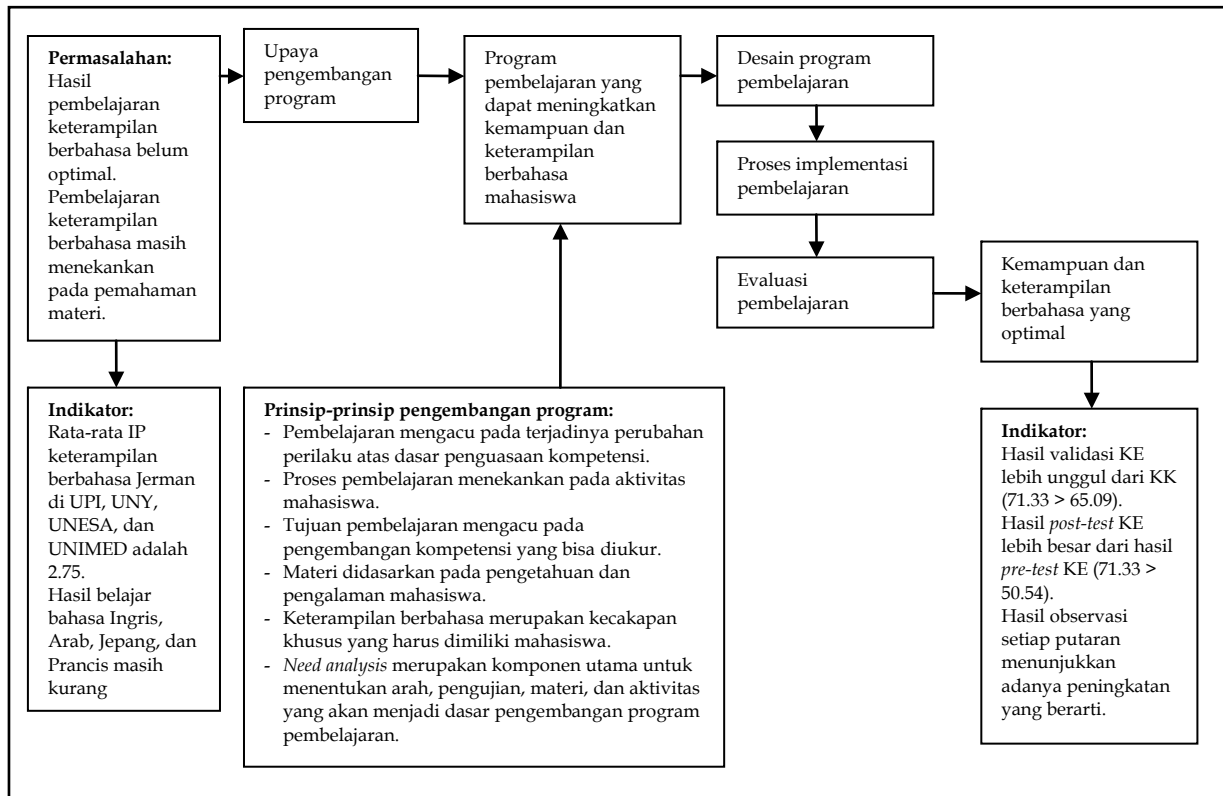 Permasalahan:
Hasil
pembelajaran
keterampilan
berbahasa belum
optimal.
Pembelajaran
keterampilan
berbahasa masih
menekankan
pada pemahaman
materi.
Upaya
pengembangan
program
Program
pembelajaran yang
dapat meningkatkan
kemampuan dan
keterampilan
berbahasa
mahasiswa
Desain program
pembelajaran
Proses implementasi
pembelajaran
Evaluasi
pembelajaran
Kemampuan dan
keterampilan
berbahasa yang
optimal
Indikator:
Rata-rata IP
keterampilan
berbahasa Jerman
di UPI, UNY,
UNESA, dan
UNIMED adalah
2.75.
Hasil belajar
bahasa Ingris,
Arab, Jepang, dan
Prancis masih
kurang
Prinsip-prinsip pengembangan program:
- Pembelajaran mengacu pada terjadinya perubahan
perilaku atas dasar penguasaan kompetensi.
- Proses pembelajaran menekankan pada aktivitas
mahasiswa.
- Tujuan pembelajaran mengacu pada
pengembangan kompetensi yang bisa diukur.
- Materi didasarkan pada pengetahuan dan
pengalaman mahasiswa.
- Keterampilan berbahasa merupakan kecakapan
khusus yang harus dimiliki mahasiswa.
- Need analysis merupakan komponen utama untuk
menentukan arah, pengujian, materi, dan aktivitas
yang akan menjadi dasar pengembangan program
pembelajaran.
Indikator:
Hasil validasi KE
lebih unggul dari KK
(71.33 > 65.09).
Hasil post-test KE
lebih besar dari hasil
pre-test KE (71.33 >
50.54).
Hasil observasi
setiap putaran
menunjukkan
adanya peningkatan
yang berarti.